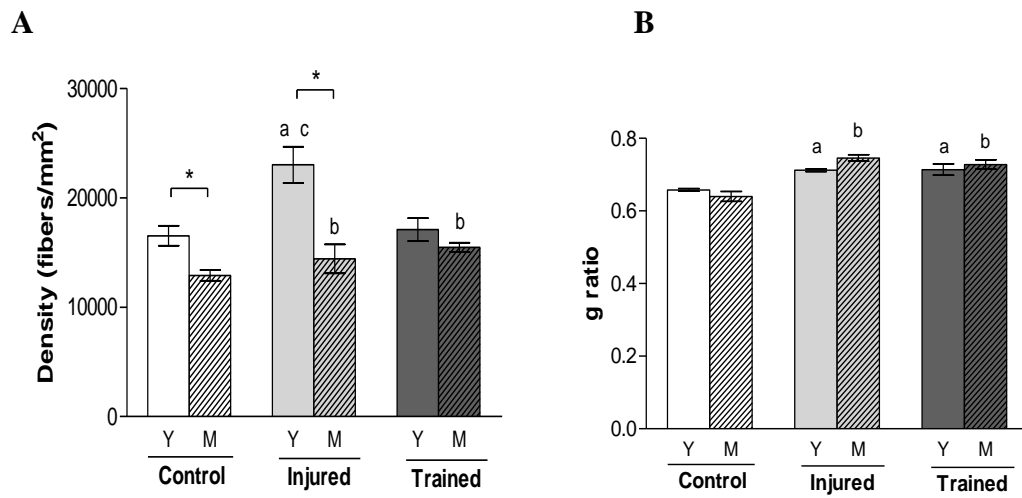 A
Density (fibers/mm²)
30000
20000
10000
0
*
*
a c
b
b
Y M Y M Y M
Control Injured Trained
B
g ratio
0.8
0.6
0.4
0.2
0.0
a
b
a
b
Y M Y M Y M
Control Injured Trained